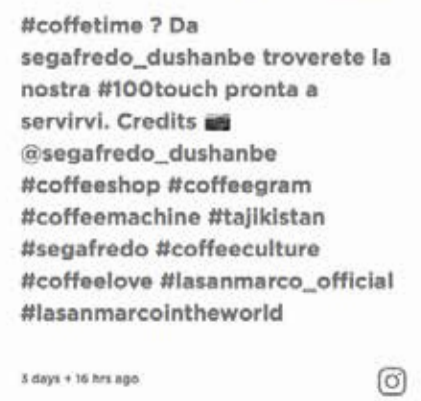 #coffetime ? Da
segafredo_dushanbe troverete la
nostra #100touch pronta a
servirvi. Credits 📷
@segafredo_dushanbe
#coffeeshop #coffeegram
#coffeemachine #tajikistan
#segafredo #coffeeculture
#coffeelove #lasanmarco_official
#lasanmarcointheworld
3 days + 16 hrs ago